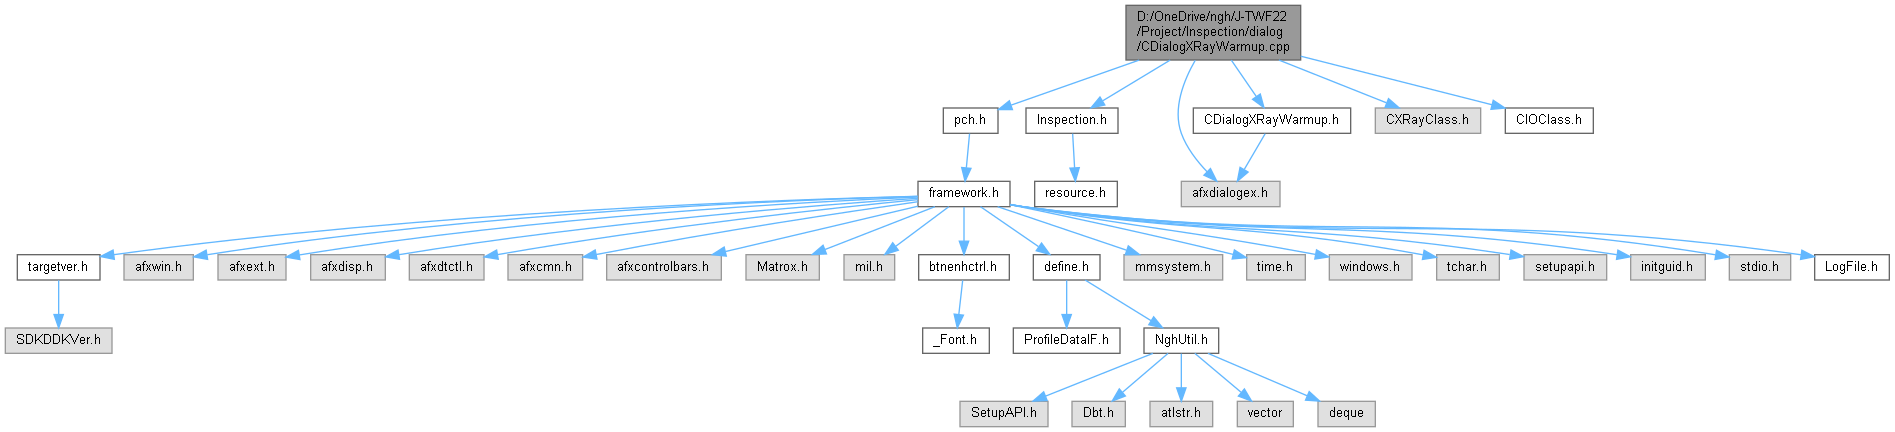 D:/OneDrive/ngh/J-TWF22
/Project/Inspection/dialog
/CDialogXRayWarmup.cpp
pch.h
Inspection.h
CDialogXRayWarmup.h
CXRayClass.h
CIOClass.h
framework.h
resource.h
afxdialogex.h
targetver.h
afxwin.h
afxext.h
afxdisp.h
afxdtctl.h
afxcmn.h
afxcontrolbars.h
Matrox.h
mil.h
btnenhctrl.h
define.h
mmsystem.h
time.h
windows.h
tchar.h
setupapi.h
initguid.h
stdio.h
LogFile.h
SDKDDKVer.h
_Font.h
ProfileDataIF.h
NghUtil.h
SetupAPI.h
Dbt.h
atlstr.h
vector
deque